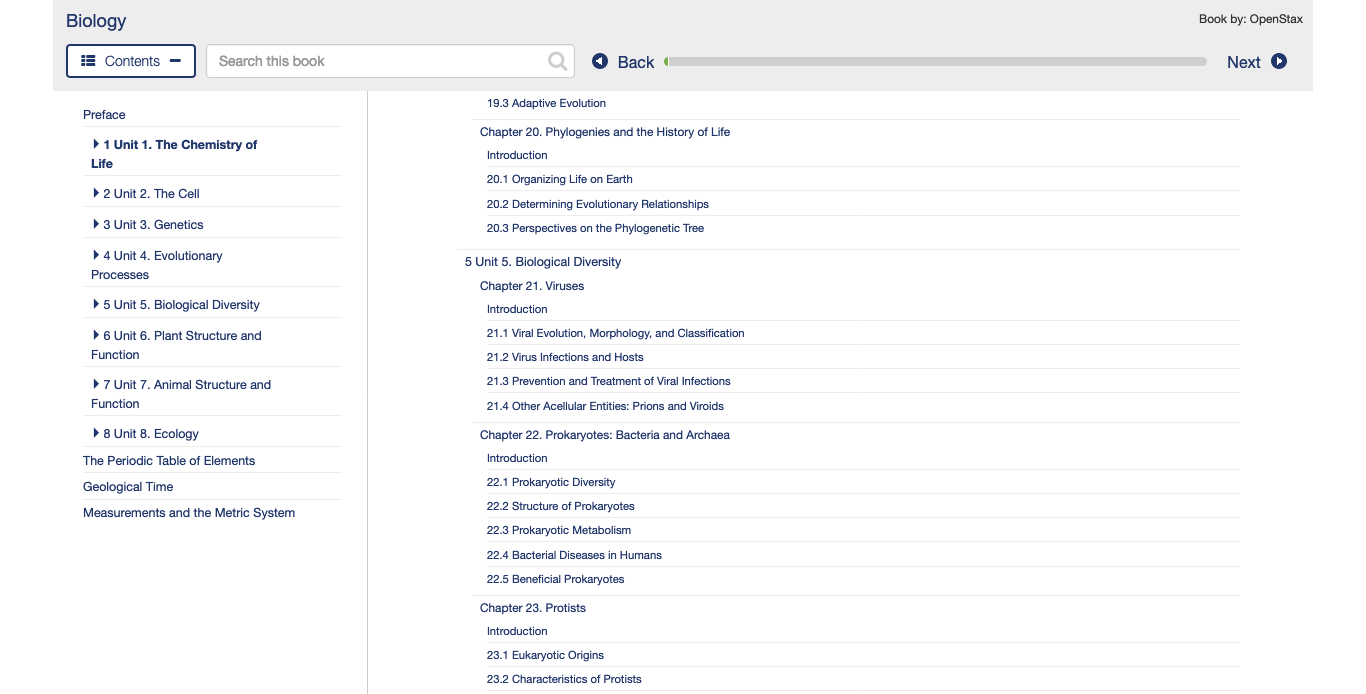 Biology
Book by: OpenStax
Contents
Search this book
Back
Next
Preface
1 Unit 1. The Chemistry of
Life
2 Unit 2. The Cell
3 Unit 3. Genetics
4 Unit 4. Evolutionary
Processes
5 Unit 5. Biological Diversity
6 Unit 6. Plant Structure and
Function
7 Unit 7. Animal Structure and
Function
8 Unit 8. Ecology
The Periodic Table of Elements
Geological Time
Measurements and the Metric System
19.3 Adaptive Evolution
Chapter 20. Phylogenies and the History of Life
Introduction
20.1 Organizing Life on Earth
20.2 Determining Evolutionary Relationships
20.3 Perspectives on the Phylogenetic Tree
5 Unit 5. Biological Diversity
Chapter 21. Viruses
Introduction
21.1 Viral Evolution, Morphology, and Classification
21.2 Virus Infections and Hosts
21.3 Prevention and Treatment of Viral Infections
21.4 Other Acellular Entities: Prions and Viroids
Chapter 22. Prokaryotes: Bacteria and Archaea
Introduction
22.1 Prokaryotic Diversity
22.2 Structure of Prokaryotes
22.3 Prokaryotic Metabolism
22.4 Bacterial Diseases in Humans
22.5 Beneficial Prokaryotes
Chapter 23. Protists
Introduction
23.1 Eukaryotic Origins
23.2 Characteristics of Protists